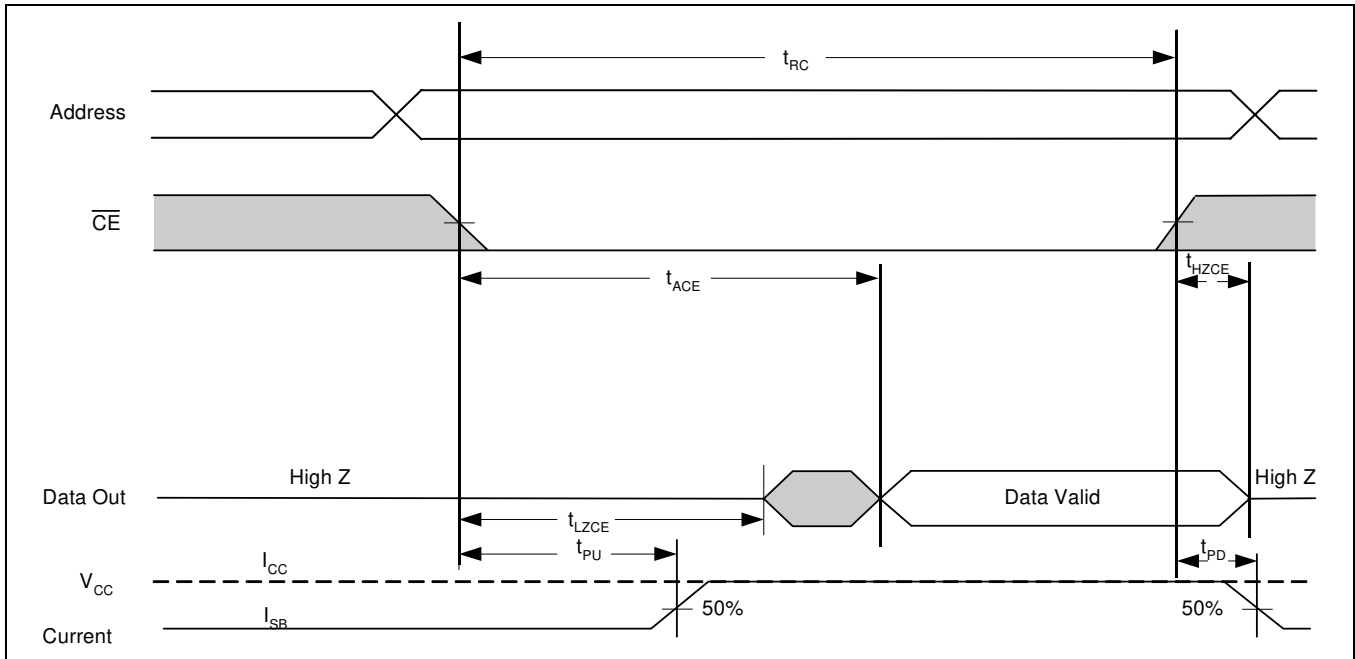 tRC
Address
CE
tACE
tHZCE
High Z
High Z
Data Out
Data Valid
tLZCE
tPU
tPD
ICC
VCC
50%
50%
ISB
Current